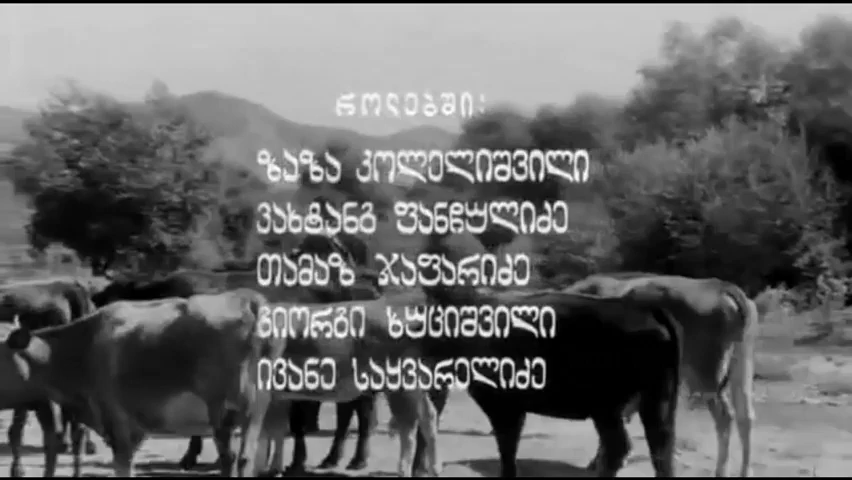 როლებში:
ზაზა კოლელიშვილი
ვახტანგ ფანჩულიძე
თამაზ ჯაფარიძე
გიორგი ხუციშვილი
ივანე საყვარელიძე